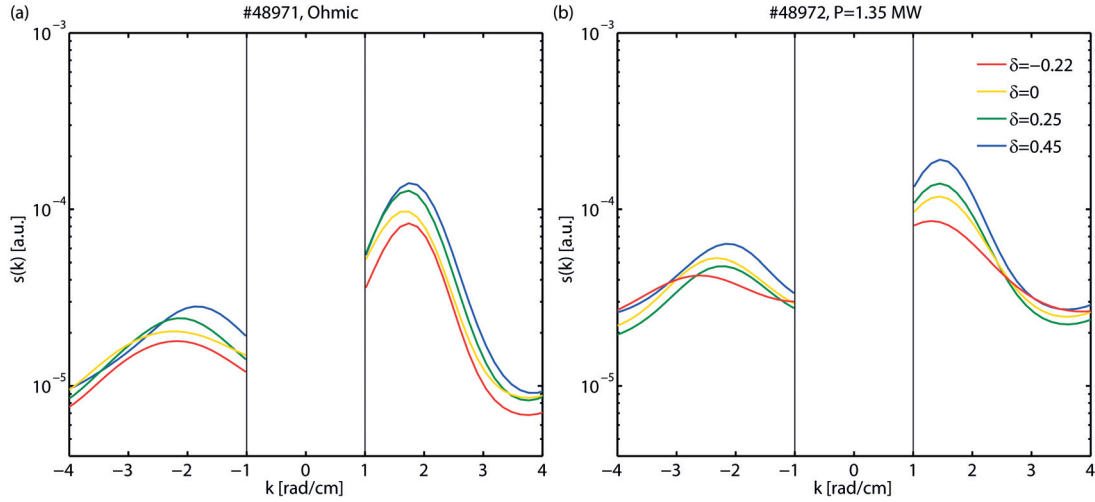 (a) #48971, Ohmic
10⁻³
10⁻⁴
10⁻⁵
s(k) [a.u.]
−4 −3 −2 −1 0 1 2 3 4
k [rad/cm]
(b) #48972, P=1.35 MW
δ=−0.22
δ=0
δ=0.25
δ=0.45
10⁻³
10⁻⁴
10⁻⁵
s(k) [a.u.]
−4 −3 −2 −1 0 1 2 3 4
k [rad/cm]